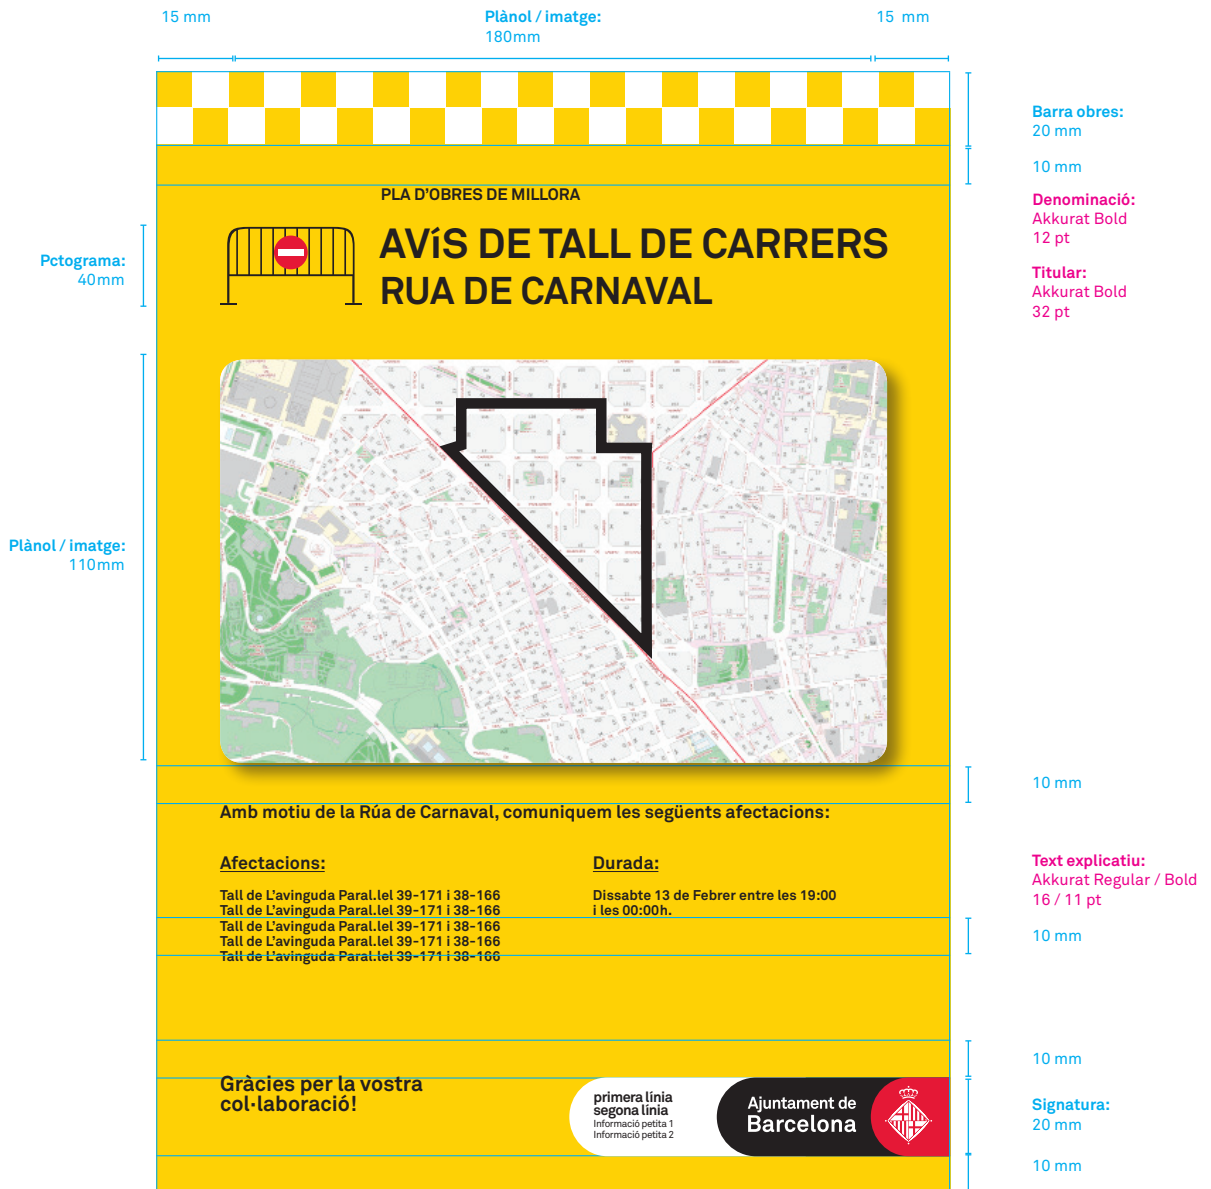 15 mm
Plànol / imatge:
180mm
15 mm
Barra obres:
20 mm
10 mm
Denominació:
Akkurat Bold
12 pt
Titular:
Akkurat Bold
32 pt
PLA D'OBRES DE MILLORA
AVíS DE TALL DE CARRERS
RUA DE CARNAVAL
Pctograma:
40mm
Plànol / imatge:
110mm
10 mm
Amb motiu de la Rúa de Carnaval, comuniquem les següents afectacions:
Afectacions:
Tall de L'avinguda Paral.lel 39-171 i 38-166
Tall de L'avinguda Paral.lel 39-171 i 38-166
Tall de L'avinguda Paral.lel 39-171 i 38-166
Tall de L'avinguda Paral.lel 39-171 i 38-166
Tall de L'avinguda Paral.lel 39-171 i 38-166
Durada:
Dissabte 13 de Febrer entre les 19:00
i les 00:00h.
Text explicatiu:
Akkurat Regular / Bold
16 / 11 pt
10 mm
10 mm
Gràcies per la vostra
col·laboració!
primera línia
segona línia
Informació petita 1
Informació petita 2
Ajuntament de
Barcelona
Signatura:
20 mm
10 mm